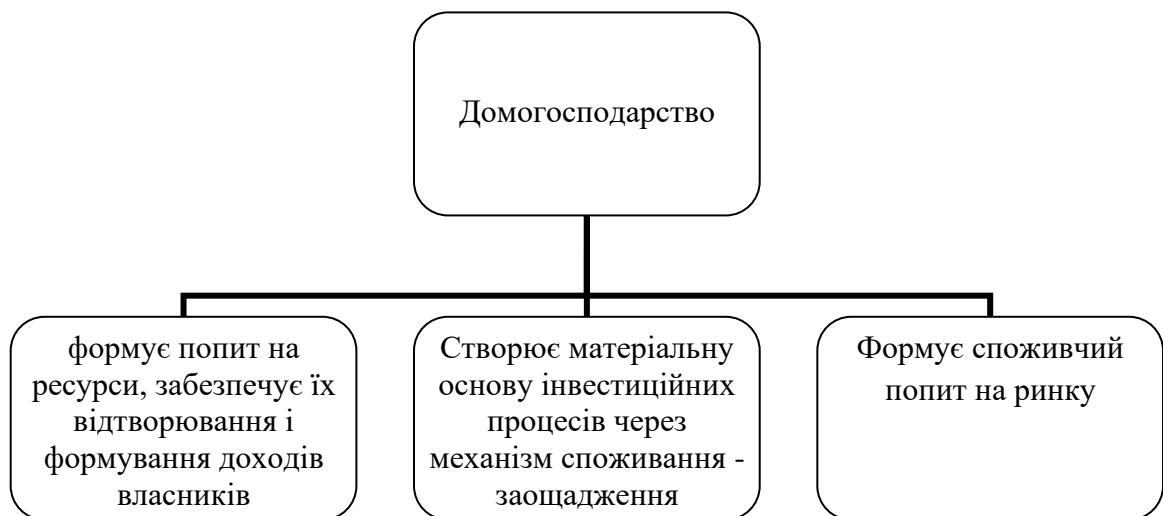 Домогосподарство
формує попит на
ресурси, забезпечує їх
відтворювання і
формування доходів
власників
Створює матеріальну
основу інвестиційних
процесів через
механізм споживання -
заощадження
Формує споживчий
попит на ринку